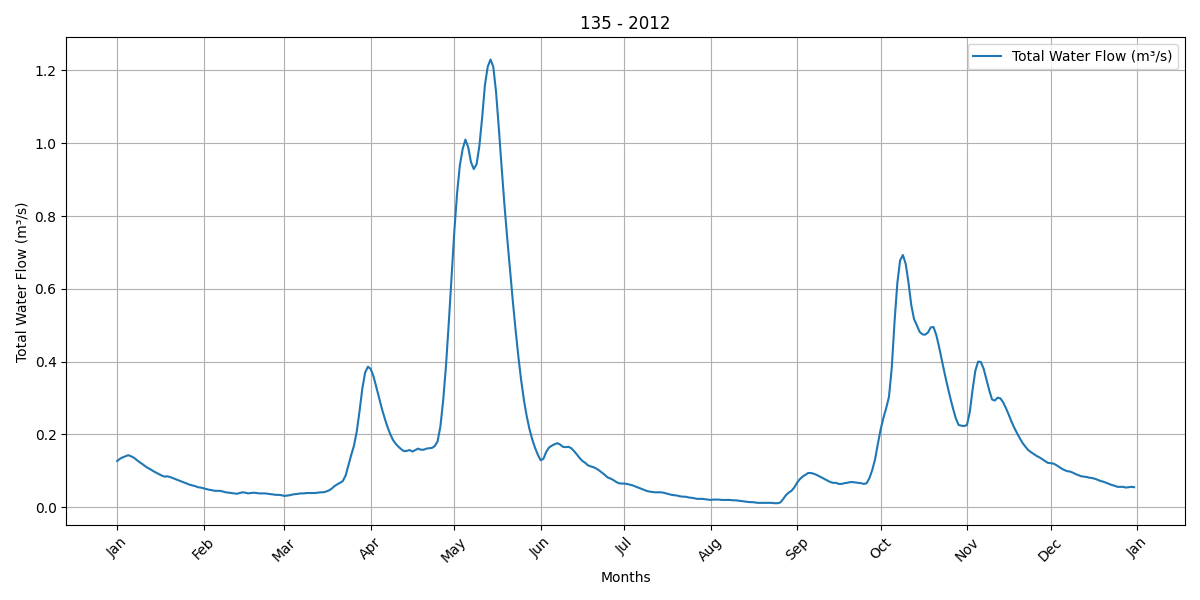 135 - 2012
Total Water Flow (m³/s)
Total Water Flow (m³/s)
1.2
1.0
0.8
0.6
0.4
0.2
0.0
Jan Feb Mar Apr May Jun Jul Aug Sep Oct Nov Dec Jan
Months